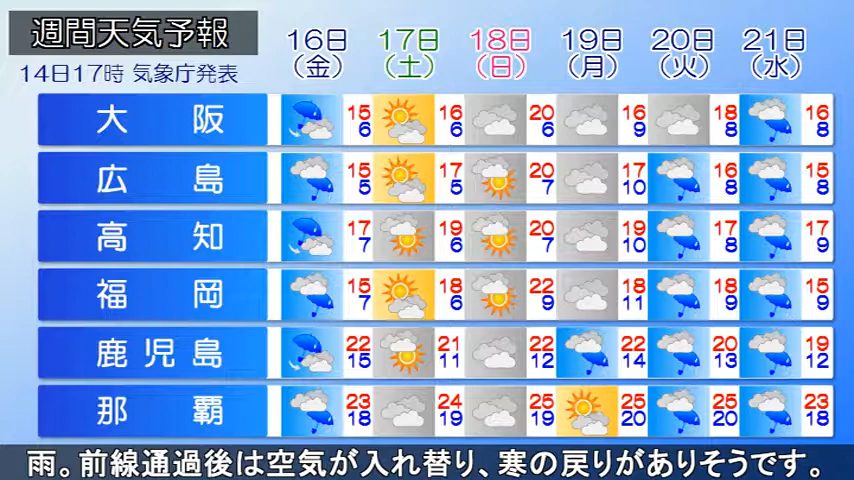 週間天気予報
14日17時 気象庁発表
16日 17日 18日 19日 20日 21日
(金) (土) (日) (月) (火) (水)
大阪 15 6 16 6 20 6 16 9 18 8 16 8
広島 15 5 17 5 20 7 17 10 16 8 15 8
高知 17 7 19 6 20 7 19 10 17 8 17 9
福岡 15 7 18 6 22 9 18 11 18 9 15 9
鹿児島 22 15 21 11 22 12 22 14 20 13 19 12
那覇 23 18 24 19 25 19 25 20 25 20 23 18
雨。前線通過後は空気が入れ替り、寒の戻りがありそうです。